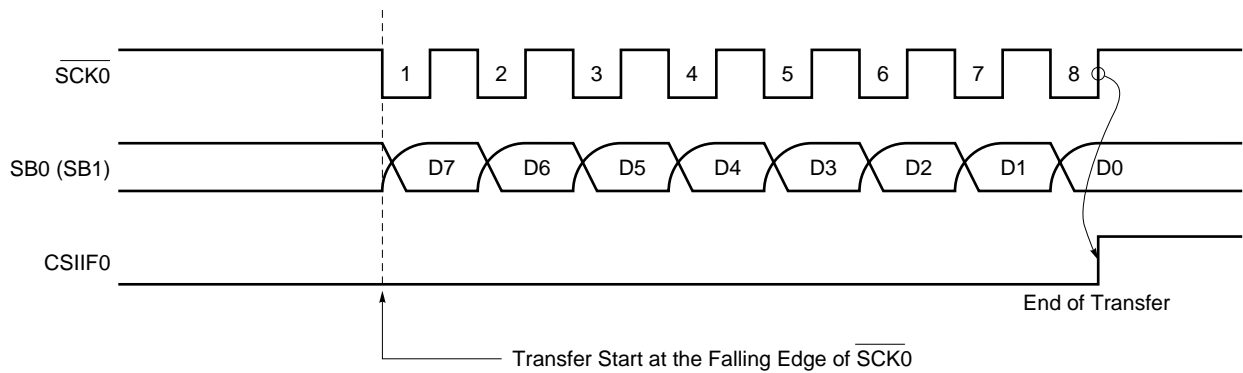 SCK0 1 2 3 4 5 6 7 8
SB0 (SB1) D7 D6 D5 D4 D3 D2 D1 D0
CSIIF0
End of Transfer
Transfer Start at the Falling Edge of SCK0